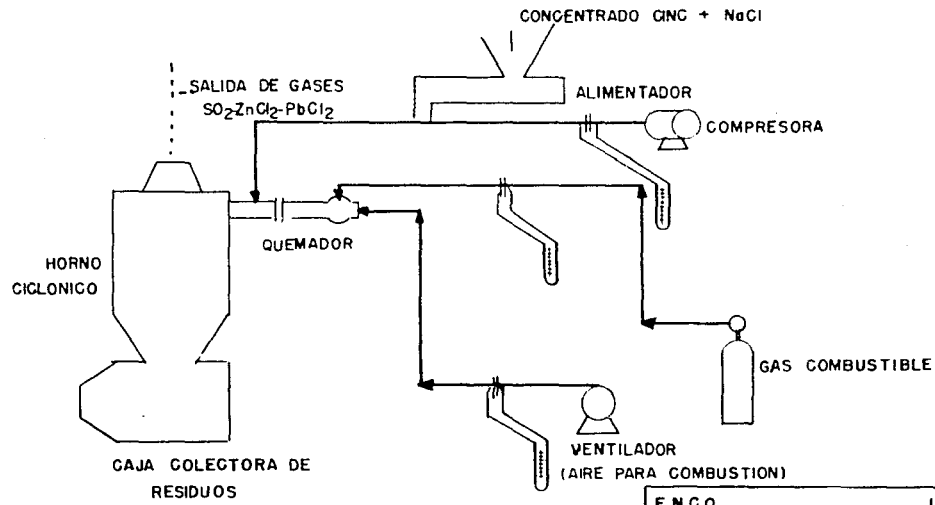 CONCENTRADO CINC + NaCl
SALIDA DE GASES
SO2-ZnCl2-PbCl2
ALIMENTADOR
COMPRESORA
QUEMADOR
HORNO
CICLONICO
GAS COMBUSTIBLE
VENTILADOR
(AIRE PARA COMBUSTION)
CAJA COLECTORA DE
RESIDUOS